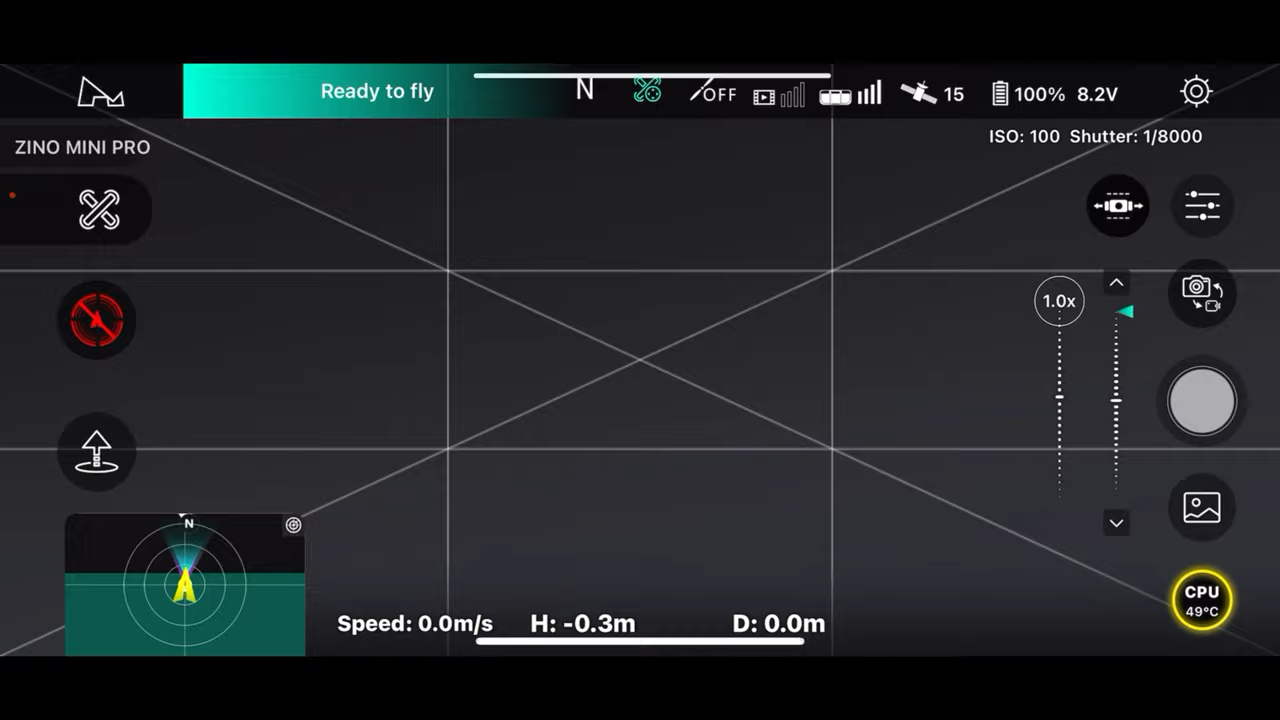 Ready to fly
N
OFF
15
100% 8.2V
ZINO MINI PRO
ISO: 100 Shutter: 1/8000
1.0x
N
CPU
49°C
Speed: 0.0m/s H: -0.3m D: 0.0m